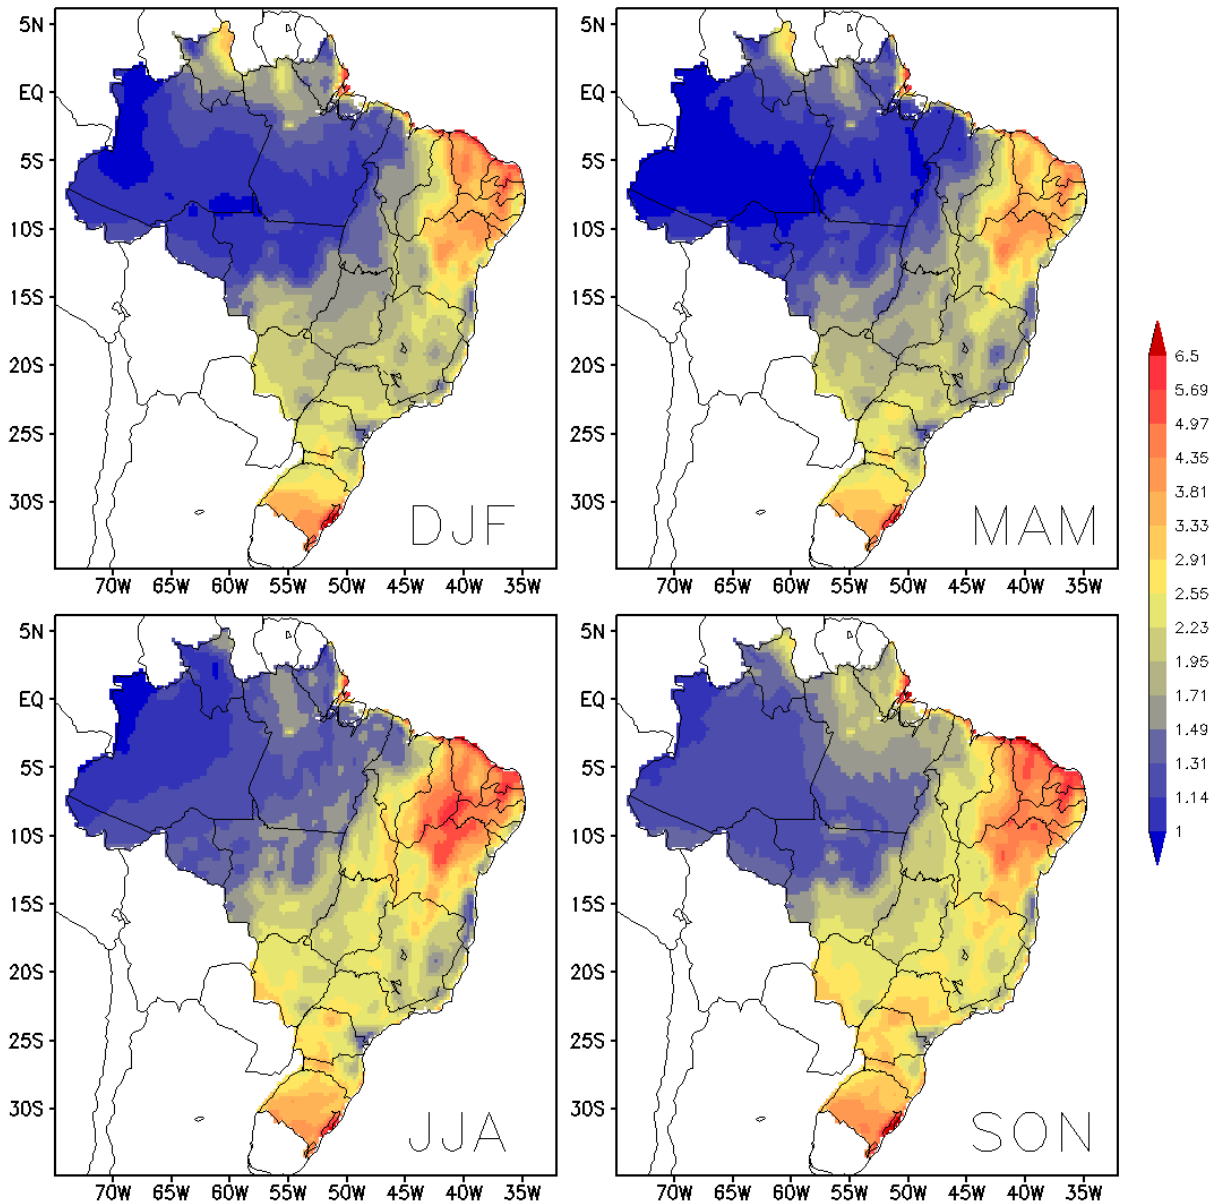 5N
EQ
5S
10S
15S
20S
25S
30S
70W 65W 60W 55W 50W 45W 40W 35W
DJF
5N
EQ
5S
10S
15S
20S
25S
30S
70W 65W 60W 55W 50W 45W 40W 35W
MAM
5N
EQ
5S
10S
15S
20S
25S
30S
70W 65W 60W 55W 50W 45W 40W 35W
JJA
5N
EQ
5S
10S
15S
20S
25S
30S
70W 65W 60W 55W 50W 45W 40W 35W
SON
6.5
5.69
4.97
4.35
3.81
3.33
2.91
2.55
2.23
1.95
1.71
1.49
1.31
1.14
1